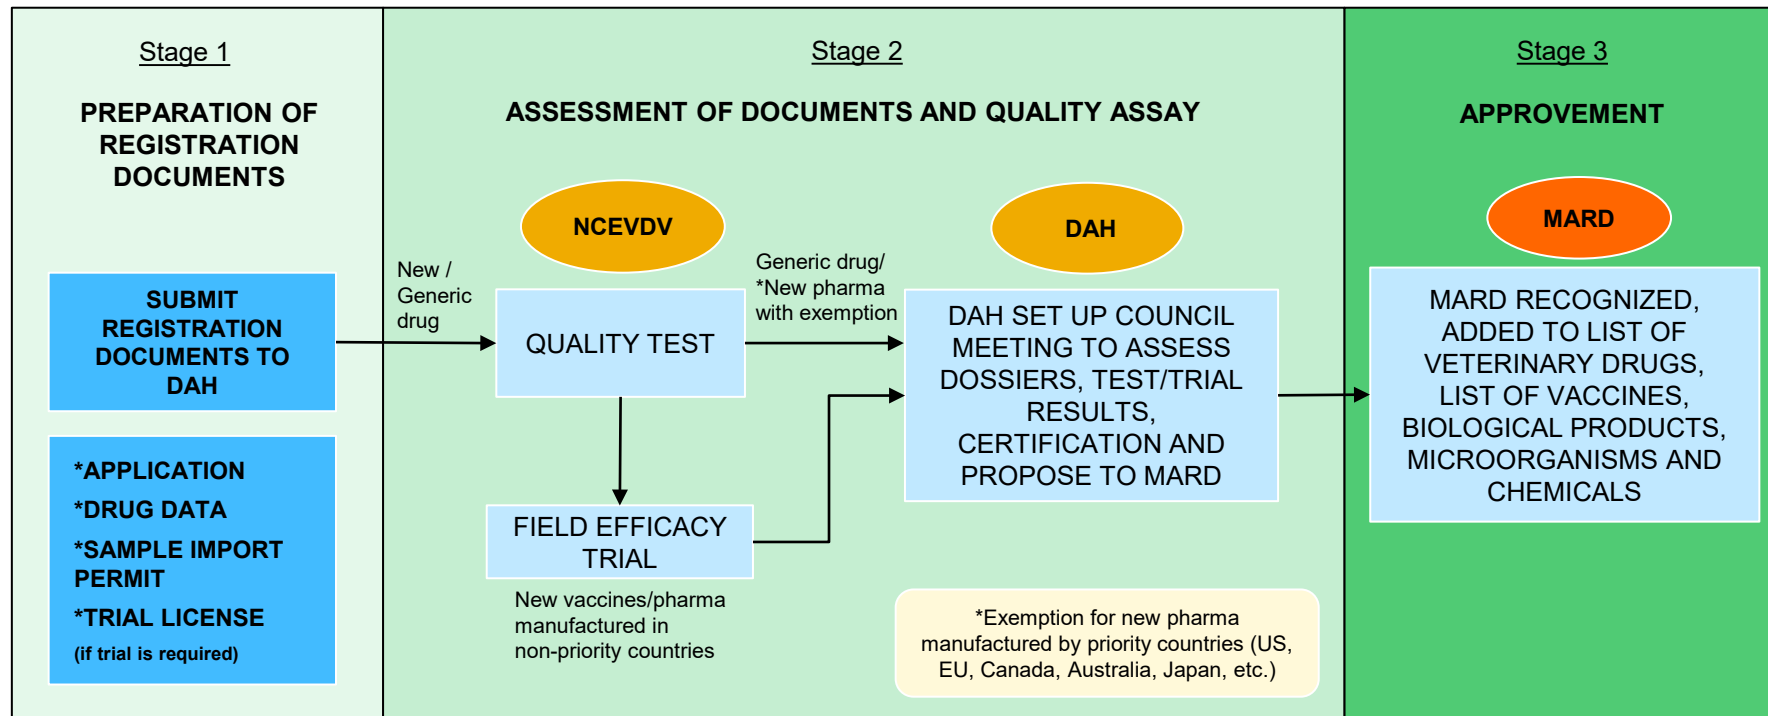 Stage 1
PREPARATION OF
REGISTRATION
DOCUMENTS
SUBMIT
REGISTRATION
DOCUMENTS TO
DAH
*APPLICATION
*DRUG DATA
*SAMPLE IMPORT
PERMIT
*TRIAL LICENSE
(if trial is required)
Stage 2
ASSESSMENT OF DOCUMENTS AND QUALITY ASSAY
New /
Generic
drug
NCEVDV
QUALITY TEST
Generic drug/
*New pharma
with exemption
FIELD EFFICACY
TRIAL
New vaccines/pharma
manufactured in
non-priority countries
DAH
DAH SET UP COUNCIL
MEETING TO ASSESS
DOSSIERS, TEST/TRIAL
RESULTS,
CERTIFICATION AND
PROPOSE TO MARD
*Exemption for new pharma
manufactured by priority countries (US,
EU, Canada, Australia, Japan, etc.)
Stage 3
APPROVEMENT
MARD
MARD RECOGNIZED,
ADDED TO LIST OF
VETERINARY DRUGS,
LIST OF VACCINES,
BIOLOGICAL PRODUCTS,
MICROORGANISMS AND
CHEMICALS